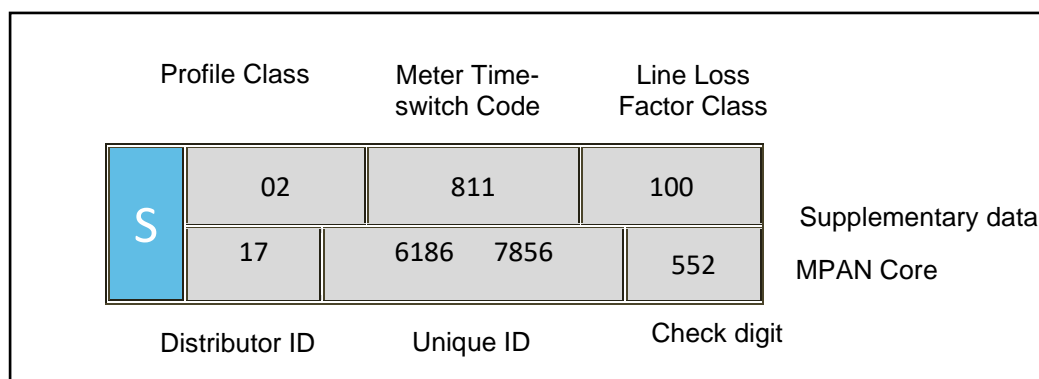 Profile Class Meter Time- Line Loss
switch Code Factor Class
S 02 811 100
Supplementary data
17 6186 7856 552
MPAN Core
Distributor ID Unique ID Check digit